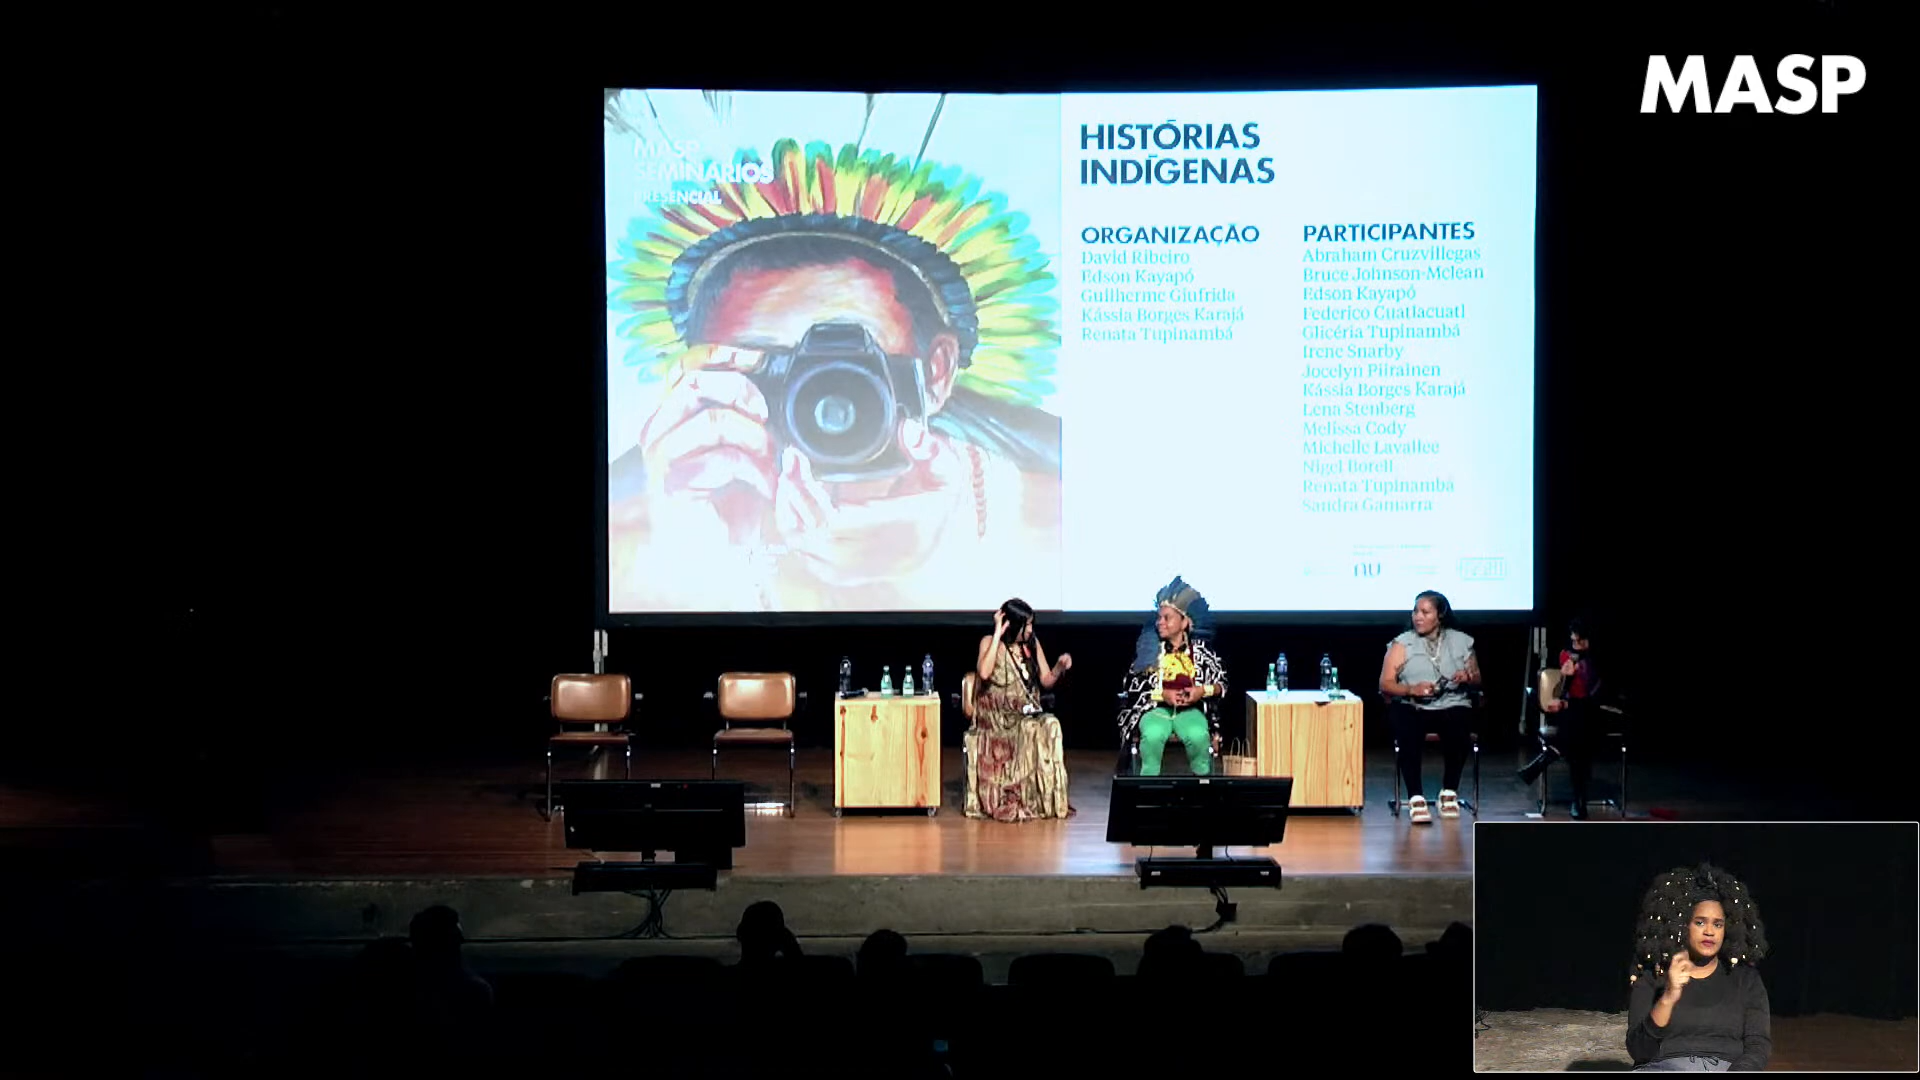 MASP
MASP
SEMINÁRIOS
PRESENCIAL
HISTÓRIAS
INDÍGENAS
ORGANIZAÇÃO
David Ribeiro
Edson Kayapó
Guilherme Giufrida
Kássia Borges Karajá
Renata Tupinambá
PARTICIPANTES
Abraham Cruzvillegas
Bruce Johnson-Mclean
Edson Kayapó
Federico Cuatlacuatl
Glicéria Tupinambá
Irene Snarby
Jocelyn Piirainen
Kássia Borges Karajá
Lena Stenberg
Melissa Cody
Michelle Lavallee
Nigel Borell
Renata Tupinambá
Sandra Gamarra
nu